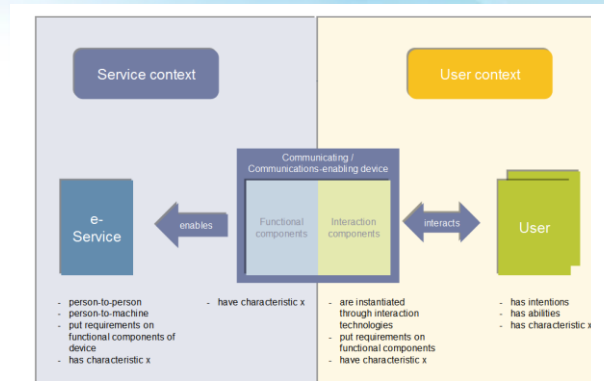 Service context
User context
Communicating /
Communications-enabling device
e-
Service
enables
Functional
components
Interaction
components
interacts
User
- person-to-person
- person-to-machine
- put requirements on
functional components of
device
- has characteristic x
- have characteristic x
- are instantiated
through interaction
technologies
- put requirements on
functional components
- have characteristic x
- has intentions
- has abilities
- has characteristic x